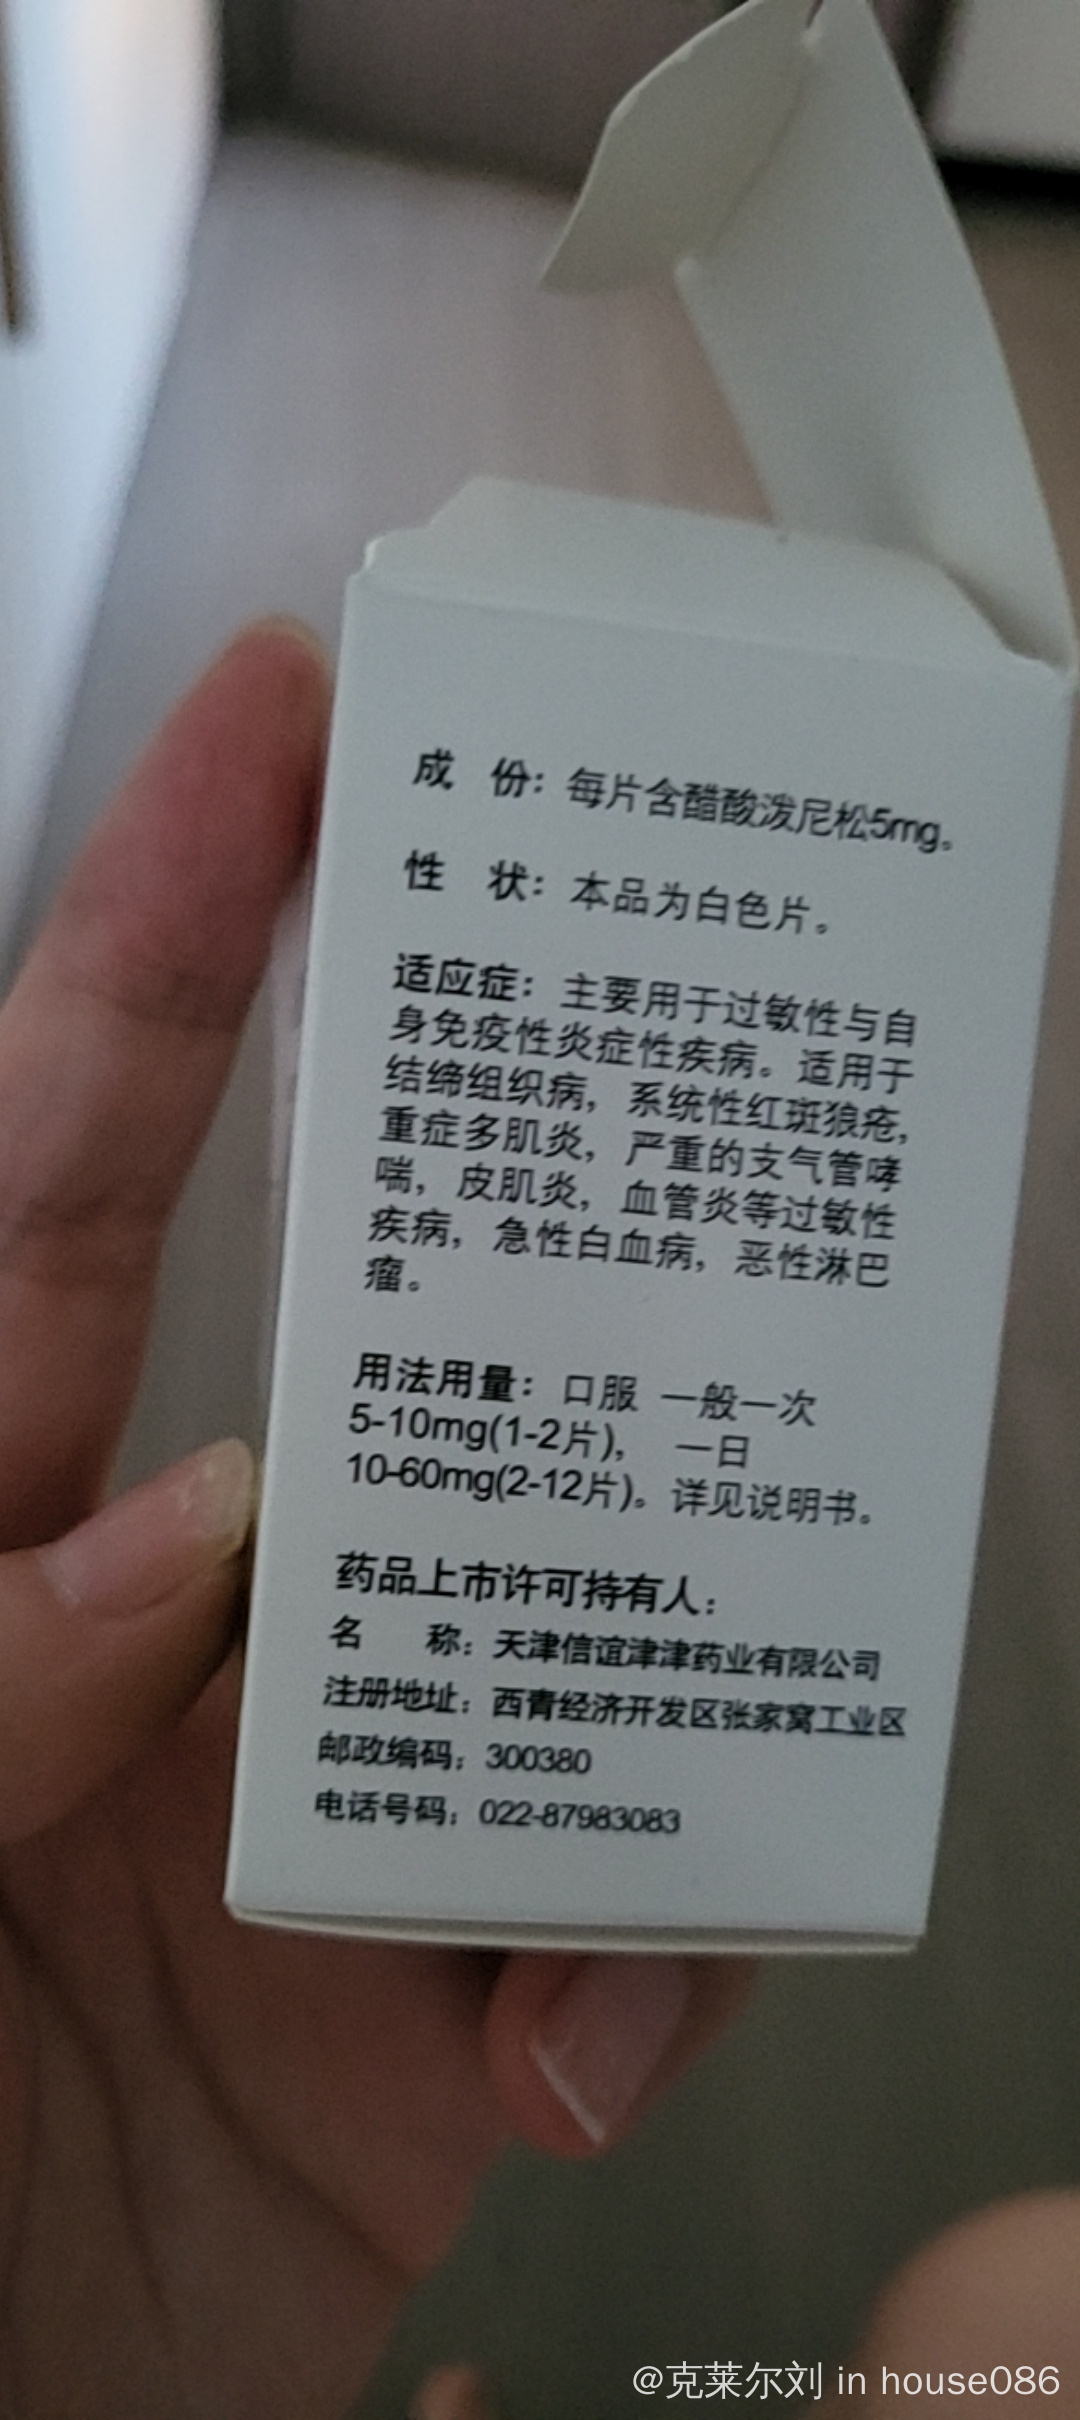 成 份：每片含醋酸泼尼松5mg。
性 状：本品为白色片。
适应症：主要用于过敏性与自
身免疫性炎症性疾病。适用于
结缔组织病，系统性红斑狼疮，
重症多肌炎，严重的支气管哮
喘，皮肌炎，血管炎等过敏性
疾病，急性白血病，恶性淋巴
瘤。
用法用量：口服 一般一次
5-10mg(1-2片)， 一日
10-60mg(2-12片)。详见说明书。
药品上市许可持有人：
名 称：天津信谊津津药业有限公司
注册地址：西青经济开发区张家窝工业区
邮政编码：300380
电话号码：022-87983083
@克莱尔刘 in house086